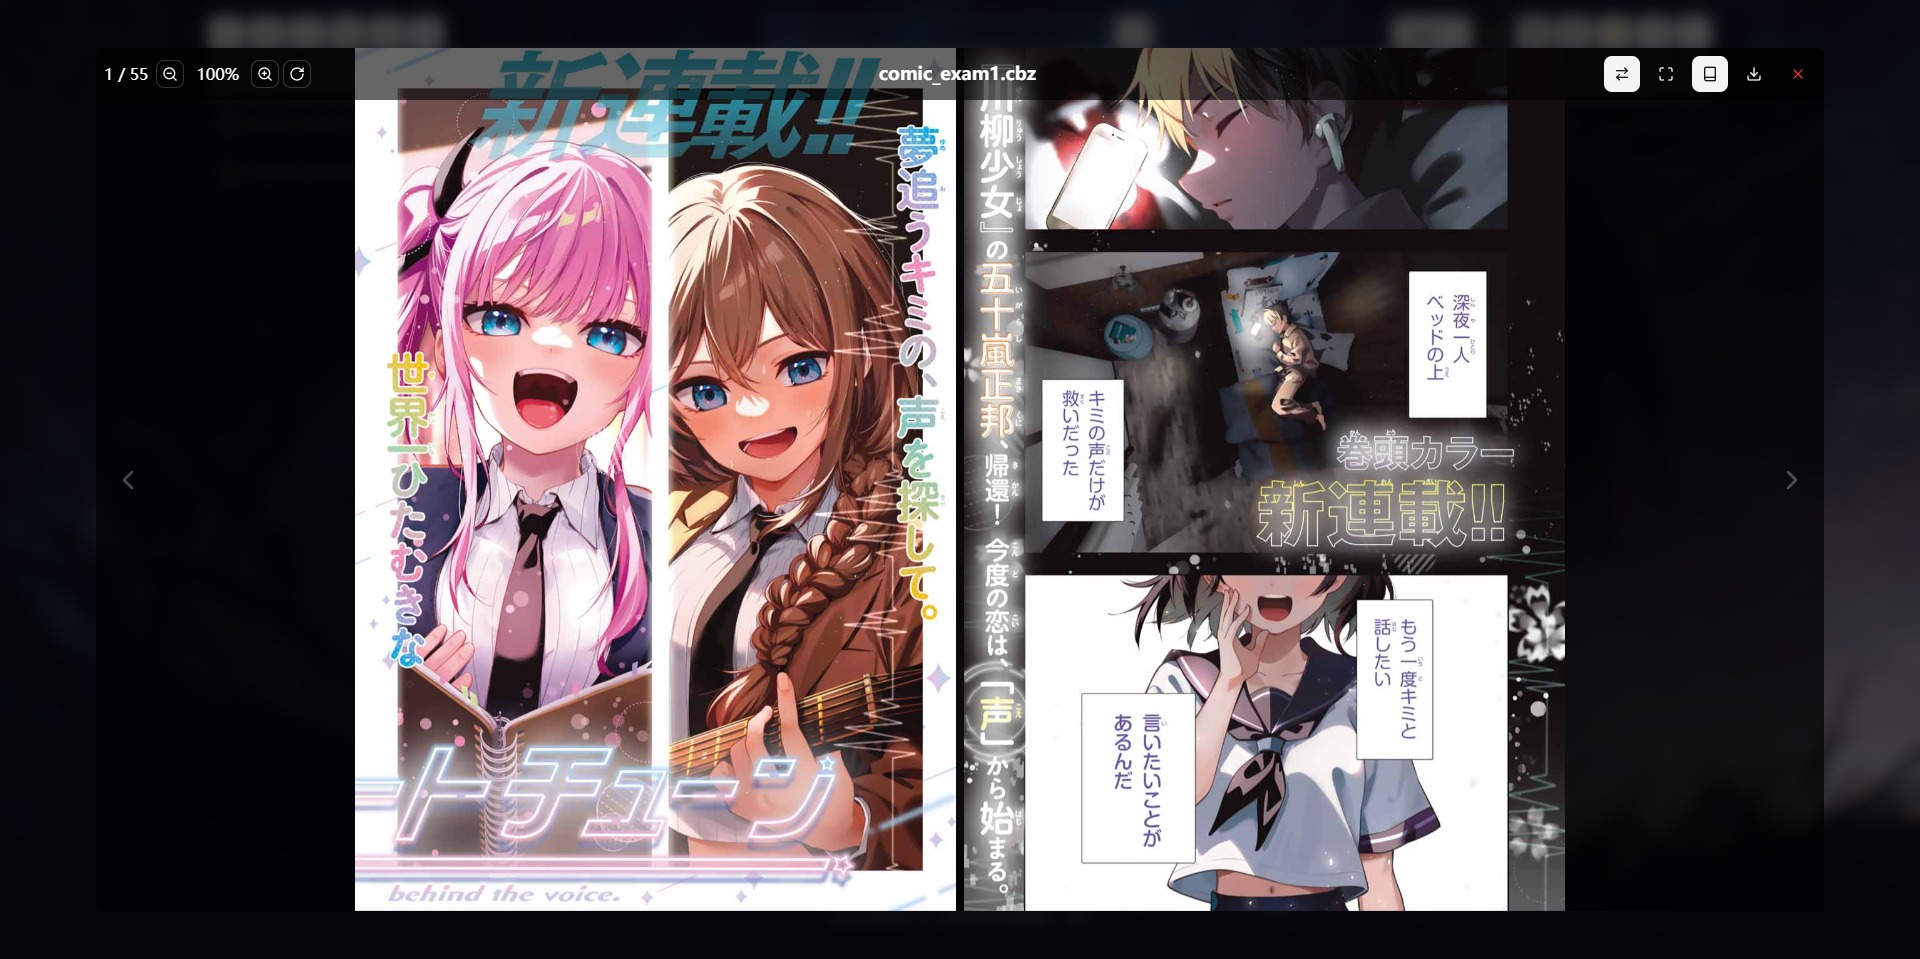 1 / 55
100%
comic_exam1.cbz
川柳少女』の五十嵐正邦、帰還！ 今度の恋は、「声」から始まる。
深夜一人
ベッドの上
キミの声だけが
救いだった
巻頭カラー
新連載!!
もう一度キミと
話したい
言いたいことが
あるんだ
新連載!!
夢追うキミの、声を探して。
世界一ひたむきな
ートチューン
behind the voice.